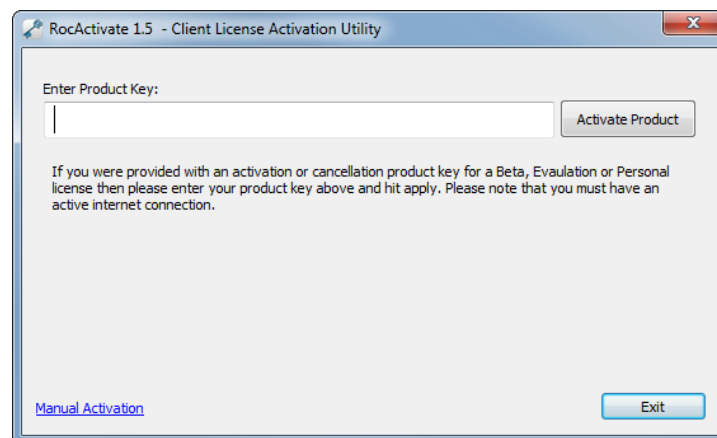 RocActivate 1.5 - Client License Activation Utility
Enter Product Key:
Activate Product
If you were provided with an activation or cancellation product key for a Beta, Evaulation or Personal
license then please enter your product key above and hit apply. Please note that you must have an
active internet connection.
Manual Activation
Exit